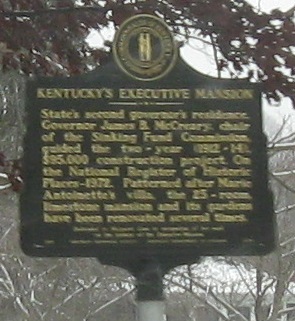 KENTUCKY'S EXECUTIVE MANSION
State's second governor's residence.
Governor James B. McCreary, chair
of the Sinking Fund Commission,
guided the two-year (1912-14),
$95,000 construction project. On
the National Register of Historic
Places-1972. Patterned after Marie
Antoinette's villa, the 25-room
limestone mansion and its gardens
have been renovated several times.